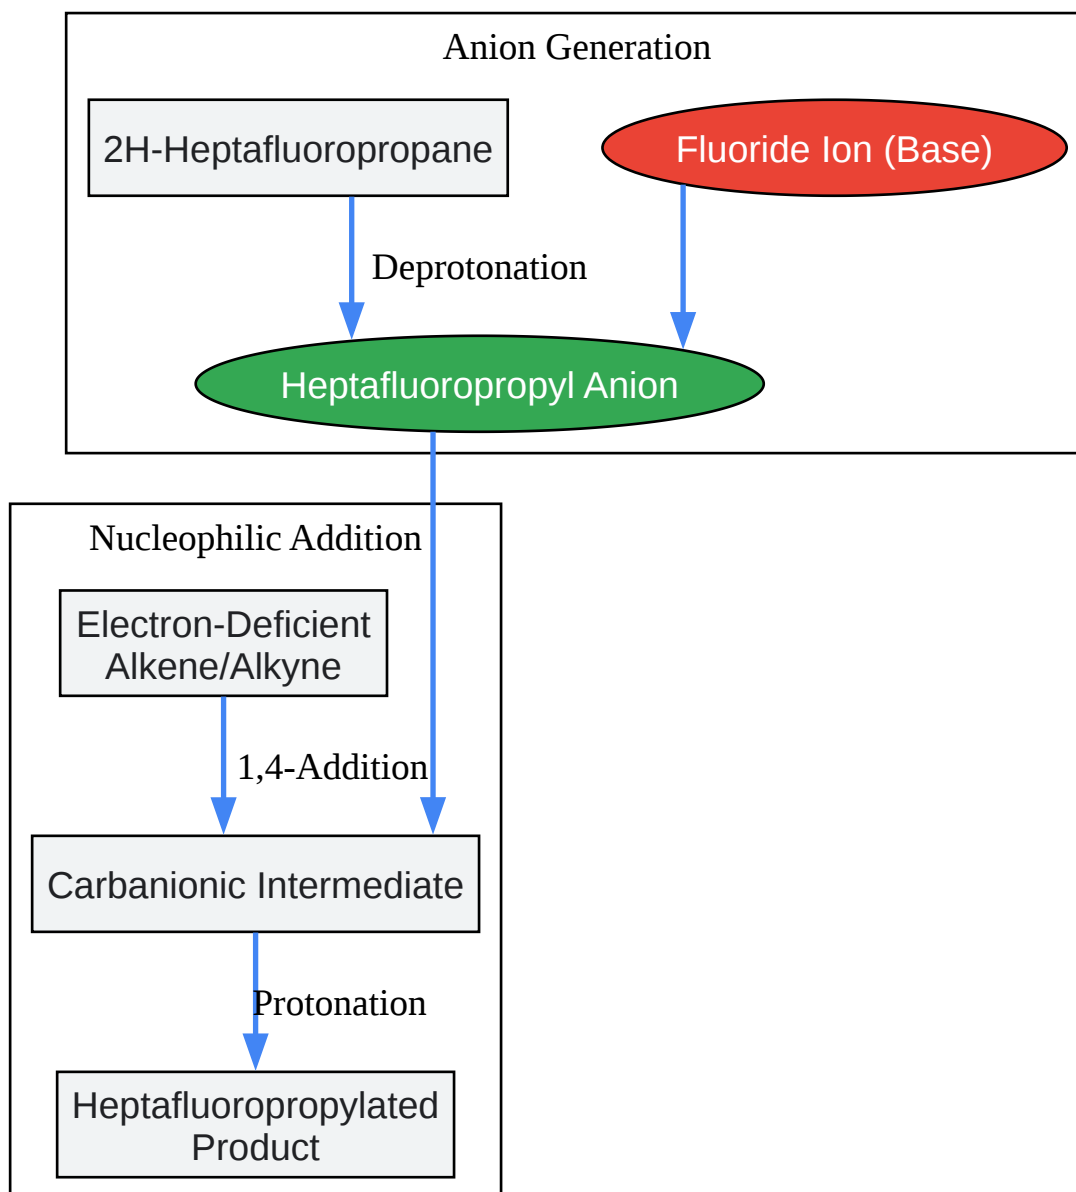 Anion Generation
2H-Heptafluoropropane
Fluoride Ion (Base)
Deprotonation
Heptafluoropropyl Anion
Nucleophilic Addition
Electron-Deficient
Alkene/Alkyne
1,4-Addition
Carbanionic Intermediate
Protonation
Heptafluoropropylated
Product